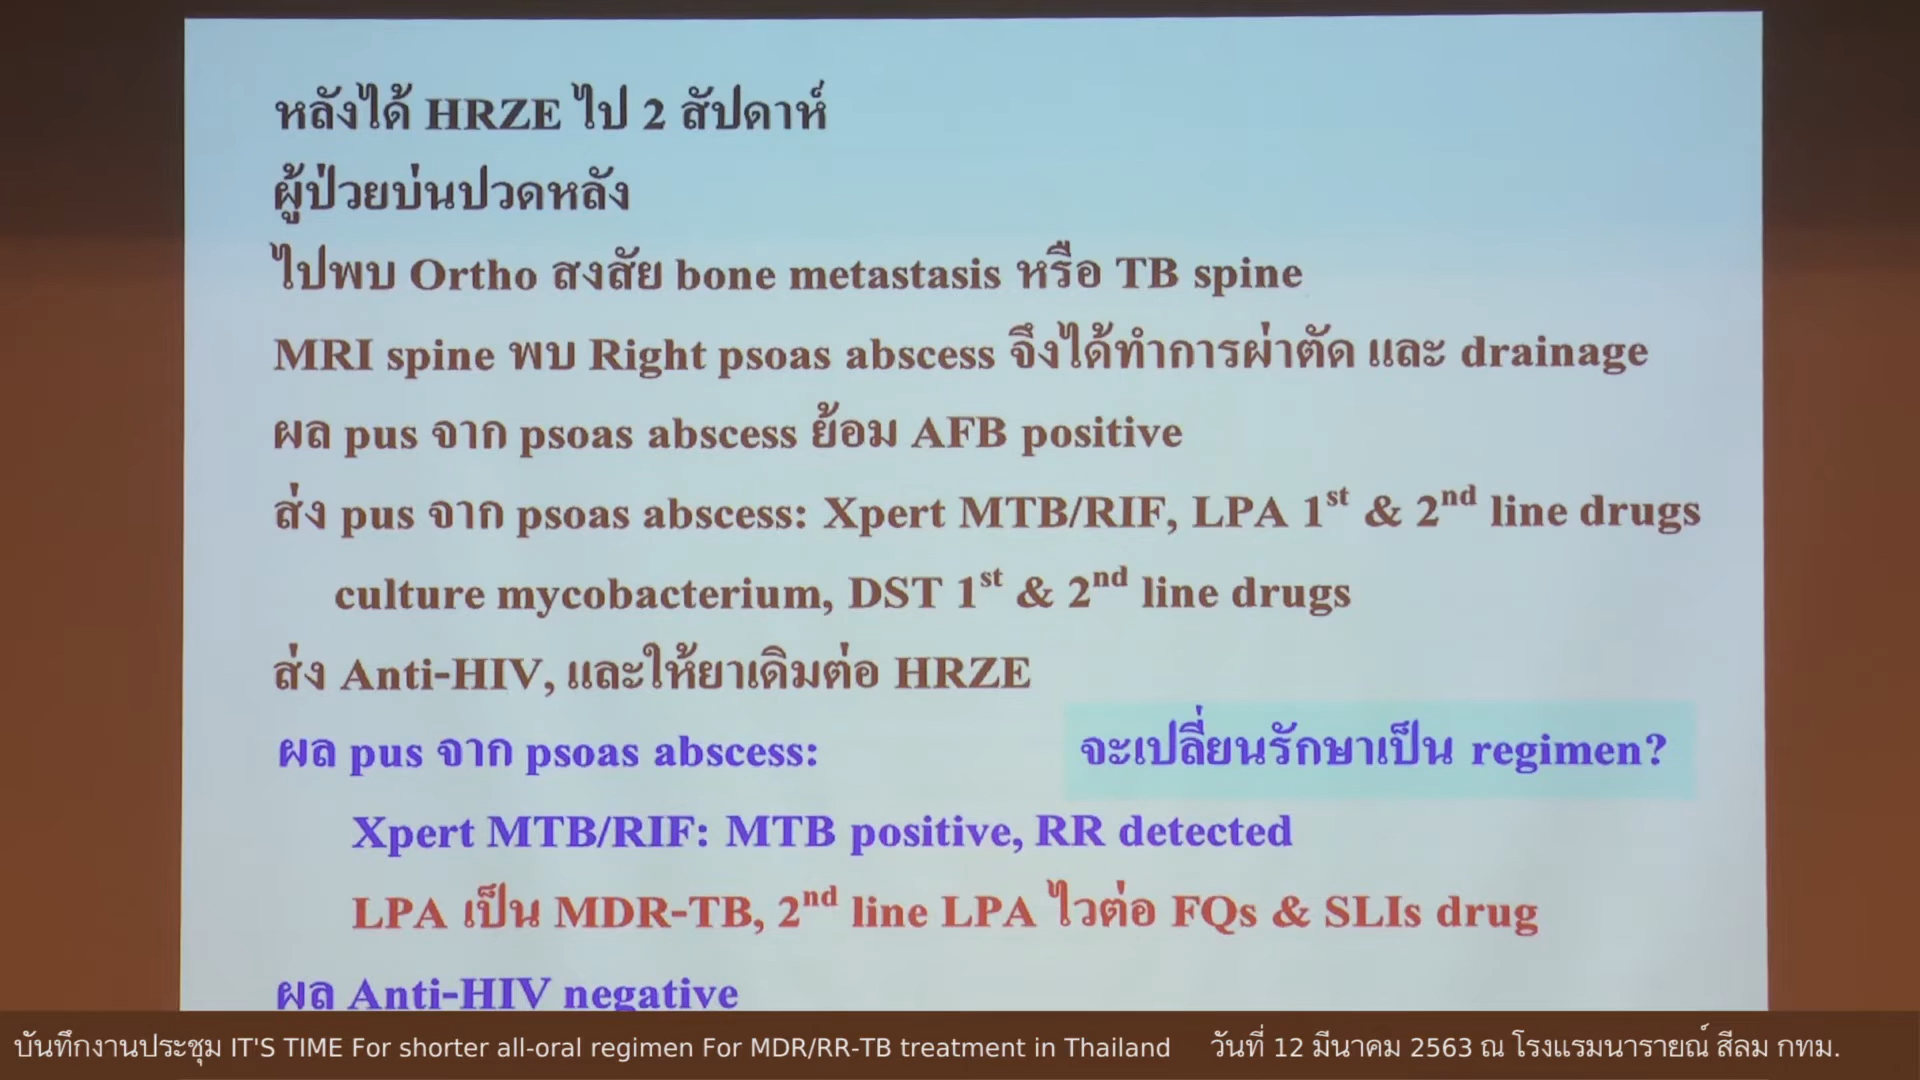 หลังได้ HRZE ไป 2 สัปดาห์
ผู้ป่วยบ่นปวดหลัง
ไปพบ Ortho สงสัย bone metastasis หรือ TB spine
MRI spine พบ Right psoas abscess จึงได้ทำการผ่าตัด และ drainage
ผล pus จาก psoas abscess ย้อม AFB positive
ส่ง pus จาก psoas abscess: Xpert MTB/RIF, LPA 1st & 2nd line drugs
culture mycobacterium, DST 1st & 2nd line drugs
ส่ง Anti-HIV, และให้ยาเดิมต่อ HRZE
ผล pus จาก psoas abscess:
จะเปลี่ยนรักษาเป็น regimen?
Xpert MTB/RIF: MTB positive, RR detected
LPA เป็น MDR-TB, 2nd line LPA ไวต่อ FQs & SLIs drug
ผล Anti-HIV negative
บันทึกงานประชุม IT'S TIME For shorter all-oral regimen For MDR/RR-TB treatment in Thailand วันที่ 12 มีนาคม 2563 ณ โรงแรมนารายณ์ สีลม กทม.